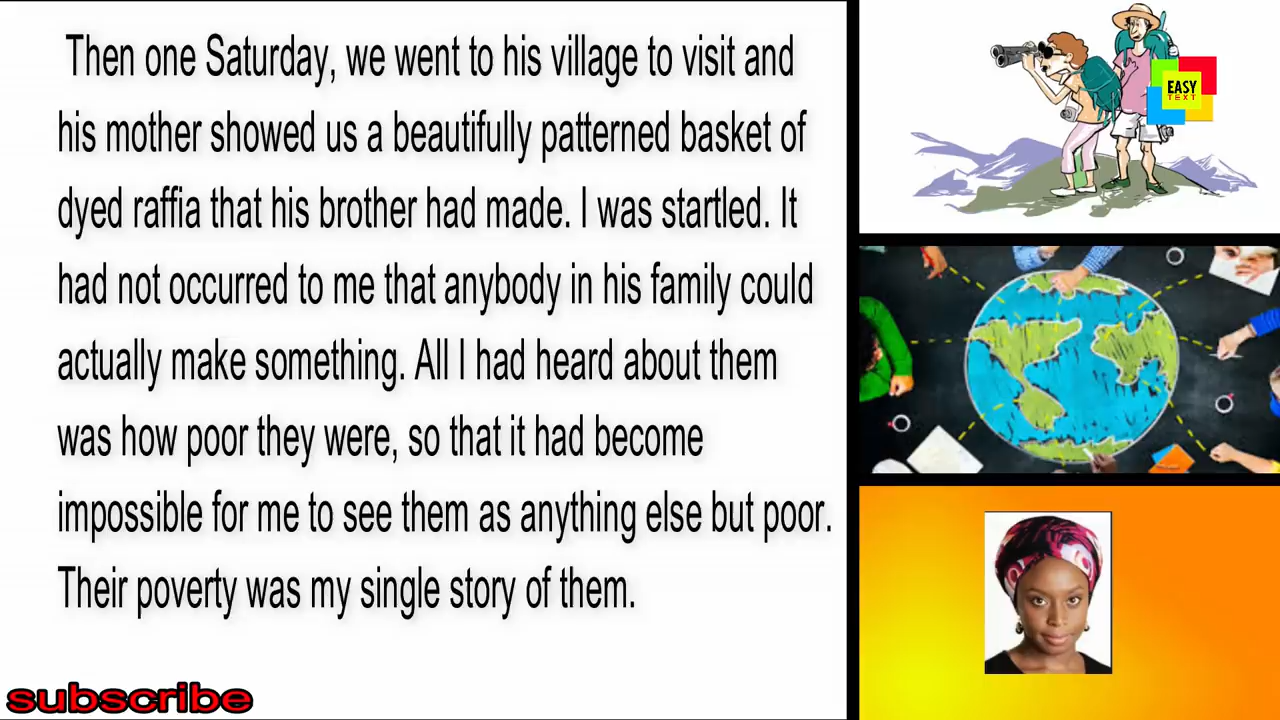 Then one Saturday, we went to his village to visit and
his mother showed us a beautifully patterned basket of
dyed raffia that his brother had made. I was startled. It
had not occurred to me that anybody in his family could
actually make something. All I had heard about them
was how poor they were, so that it had become
impossible for me to see them as anything else but poor.
Their poverty was my single story of them.
subscribe
EASY
TEXT